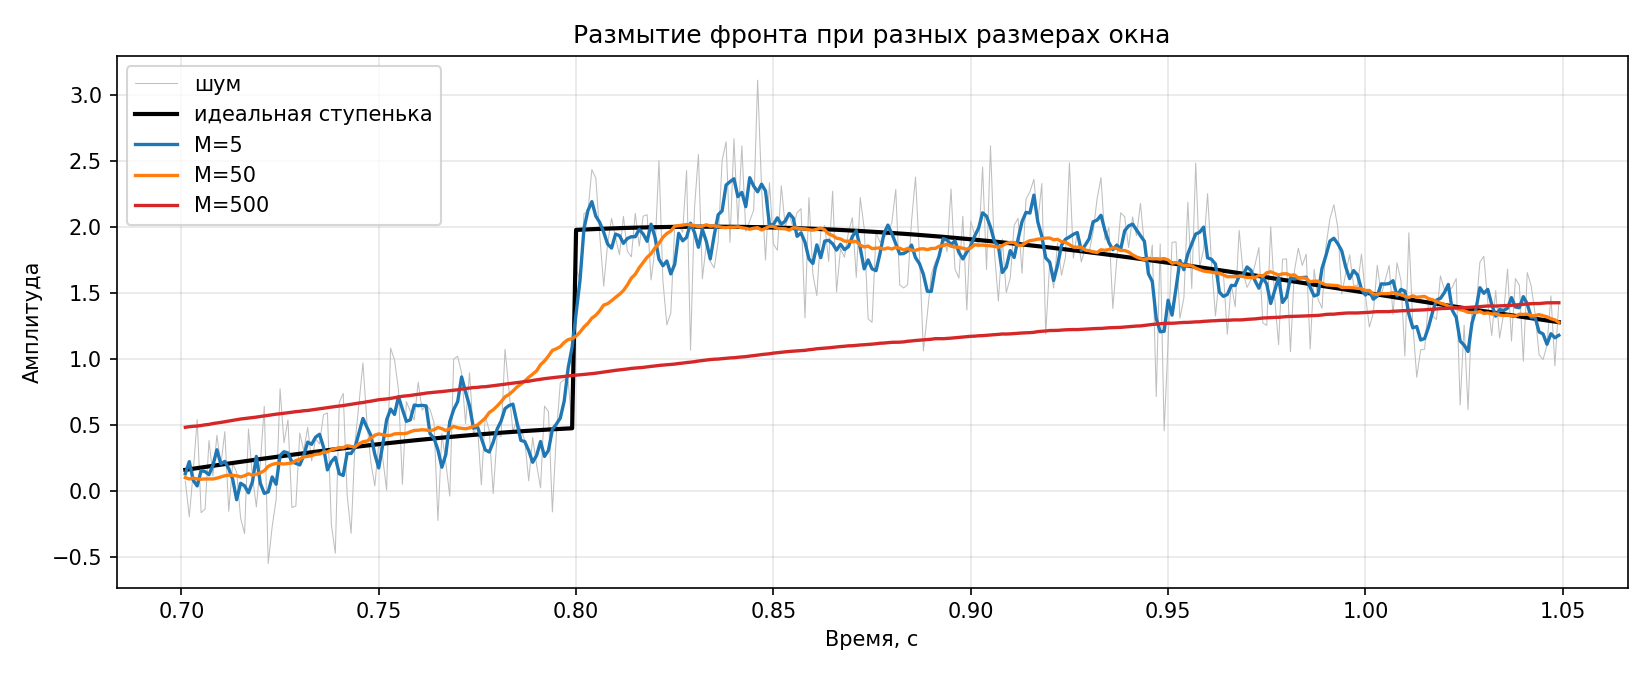 Размытие фронта при разных размерах окна
шум
идеальная ступенька
M=5
M=50
M=500
Амплитуда
3.0
2.5
2.0
1.5
1.0
0.5
0.0
−0.5
0.70 0.75 0.80 0.85 0.90 0.95 1.00 1.05
Время, с